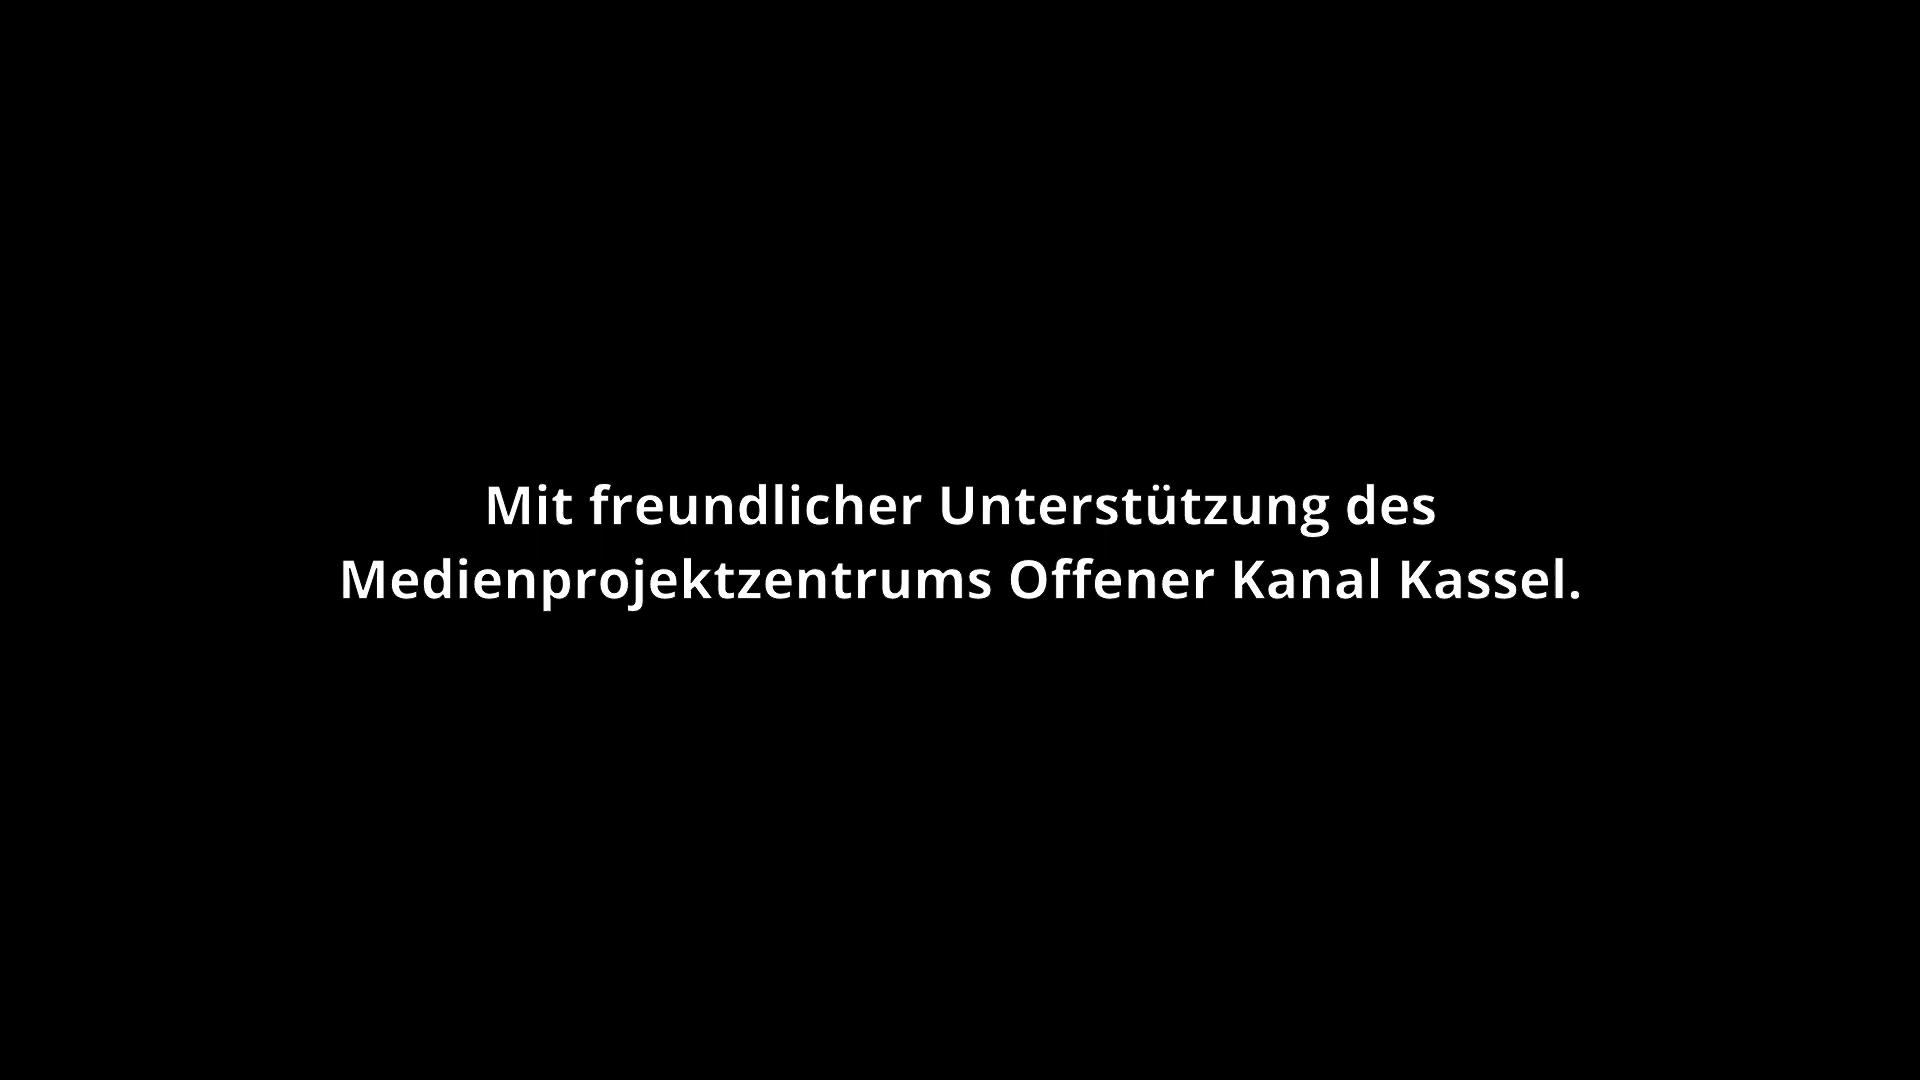 Mit freundlicher Unterstützung des
Medienprojektzentrums Offener Kanal Kassel.